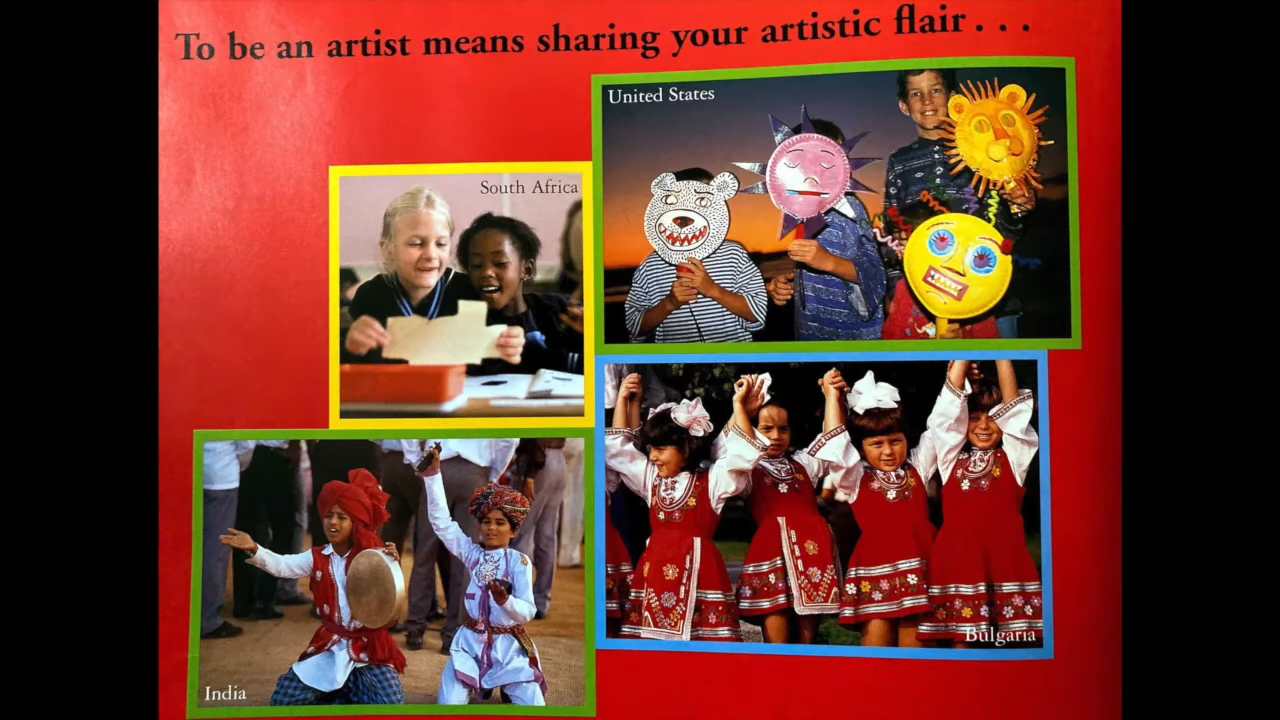 To be an artist means sharing your artistic flair . . .
United States
South Africa
India
Bulgaria